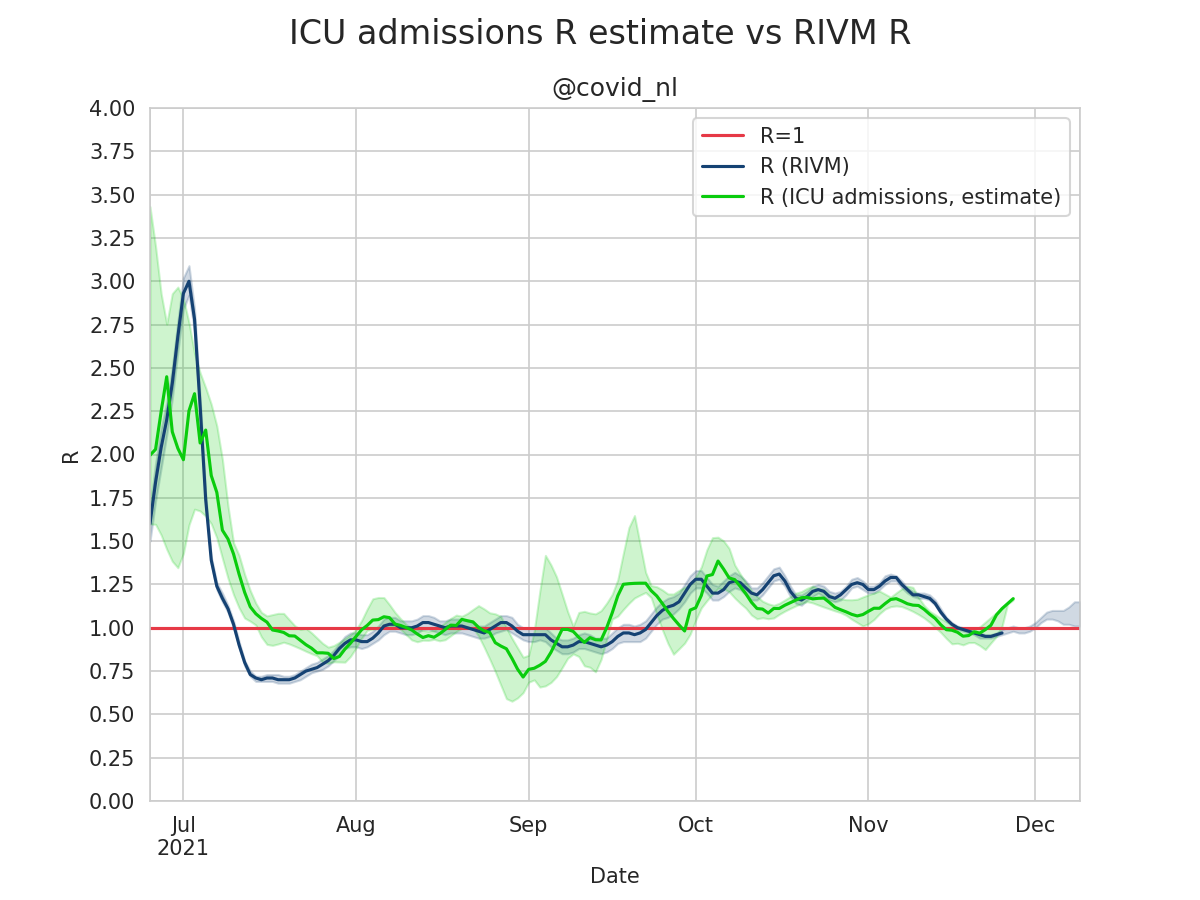 ICU admissions R estimate vs RIVM R
@covid_nl
4.00
3.75
3.50
3.25
3.00
2.75
2.50
2.25
2.00
1.75
1.50
1.25
1.00
0.75
0.50
0.25
0.00
R
R=1
R (RIVM)
R (ICU admissions, estimate)
Jul Aug Sep Oct Nov Dec
2021
Date